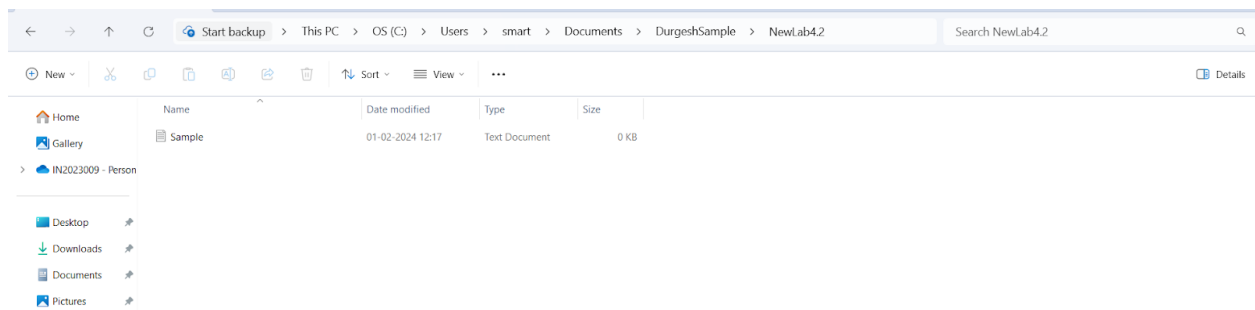 Start backup > This PC > OS (C:) > Users > smart > Documents > DurgeshSample > NewLab4.2 Search NewLab4.2
New Sort View ... Details
Name Date modified Type Size
Home
Sample 01-02-2024 12:17 Text Document 0 KB
Gallery
IN2023009 - Person
Desktop
Downloads
Documents
Pictures